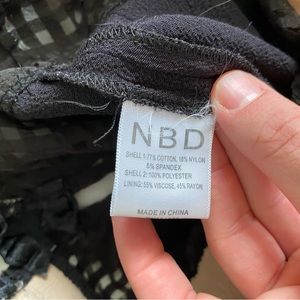 NBD
SHELL 1:77% COTTON, 18% NYLON
5% SPANDEX
SHELL 2: 100% POLYESTER
LINING: 55% VISCOSE, 45% RAYON
MADE IN CHINA